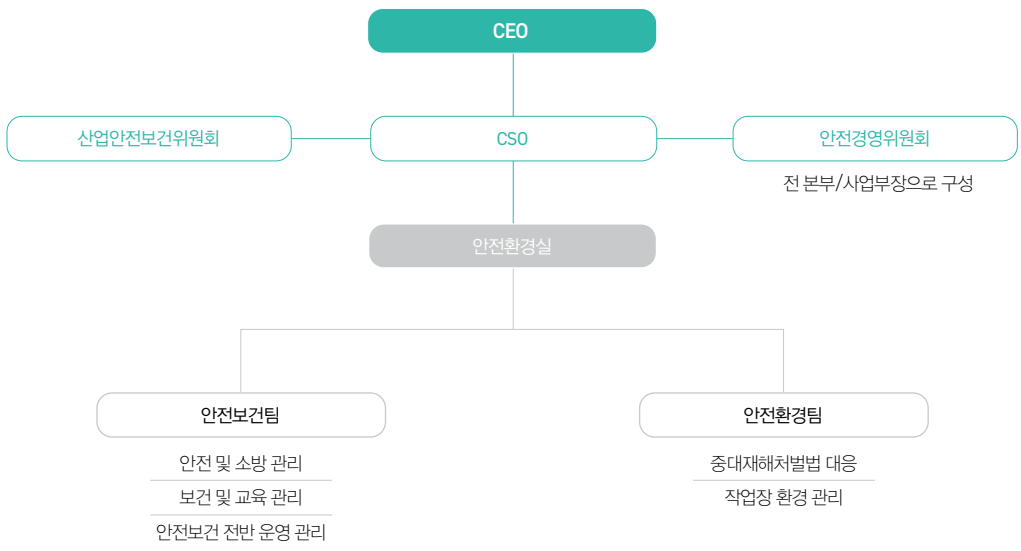 CEO
산업안전보건위원회
CSO
안전경영위원회
전 본부/사업부장으로 구성
안전환경실
안전보건팀
안전 및 소방 관리
보건 및 교육 관리
안전보건 전반 운영 관리
안전환경팀
중대재해처벌법 대응
작업장 환경 관리